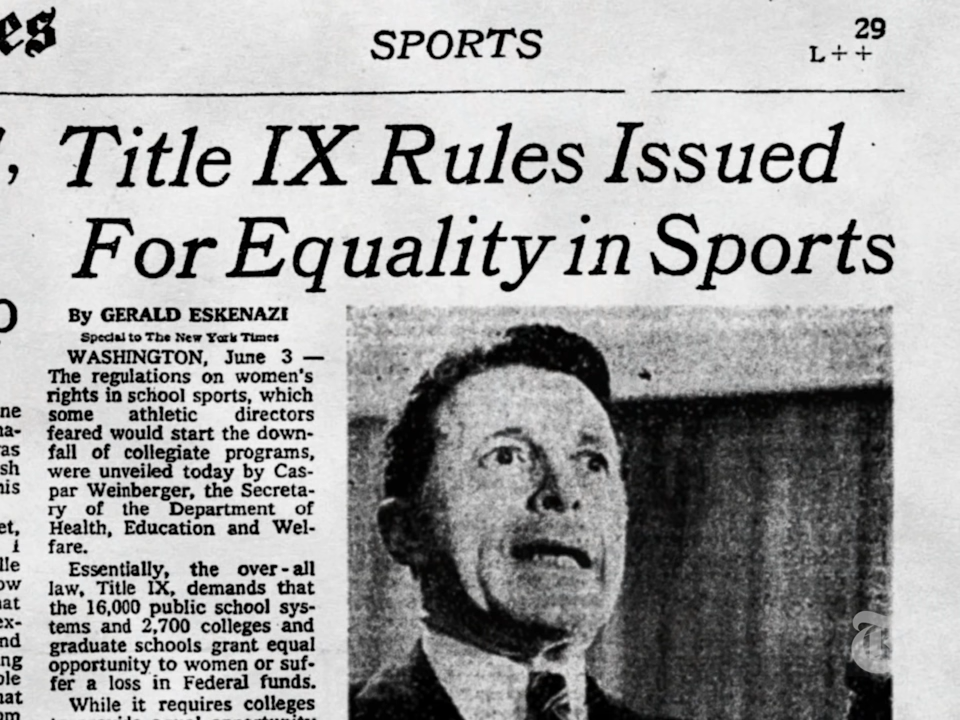 es
SPORTS
29
L++
Title IX Rules Issued
For Equality in Sports
By GERALD ESKENAZI
Special to The New York Times
WASHINGTON, June 3 —
The regulations on women's
rights in school sports, which
some athletic directors
feared would start the down-
fall of collegiate programs,
were unveiled today by Cas-
par Weinberger, the Secreta-
ry of the Department of
Health, Education and Wel-
fare.
Essentially, the over-all
law, Title IX, demands that
the 16,000 public school sys-
tems and 2,700 colleges and
graduate schools grant equal
opportunity to women or suf-
fer a loss in Federal funds.
While it requires colleges
T